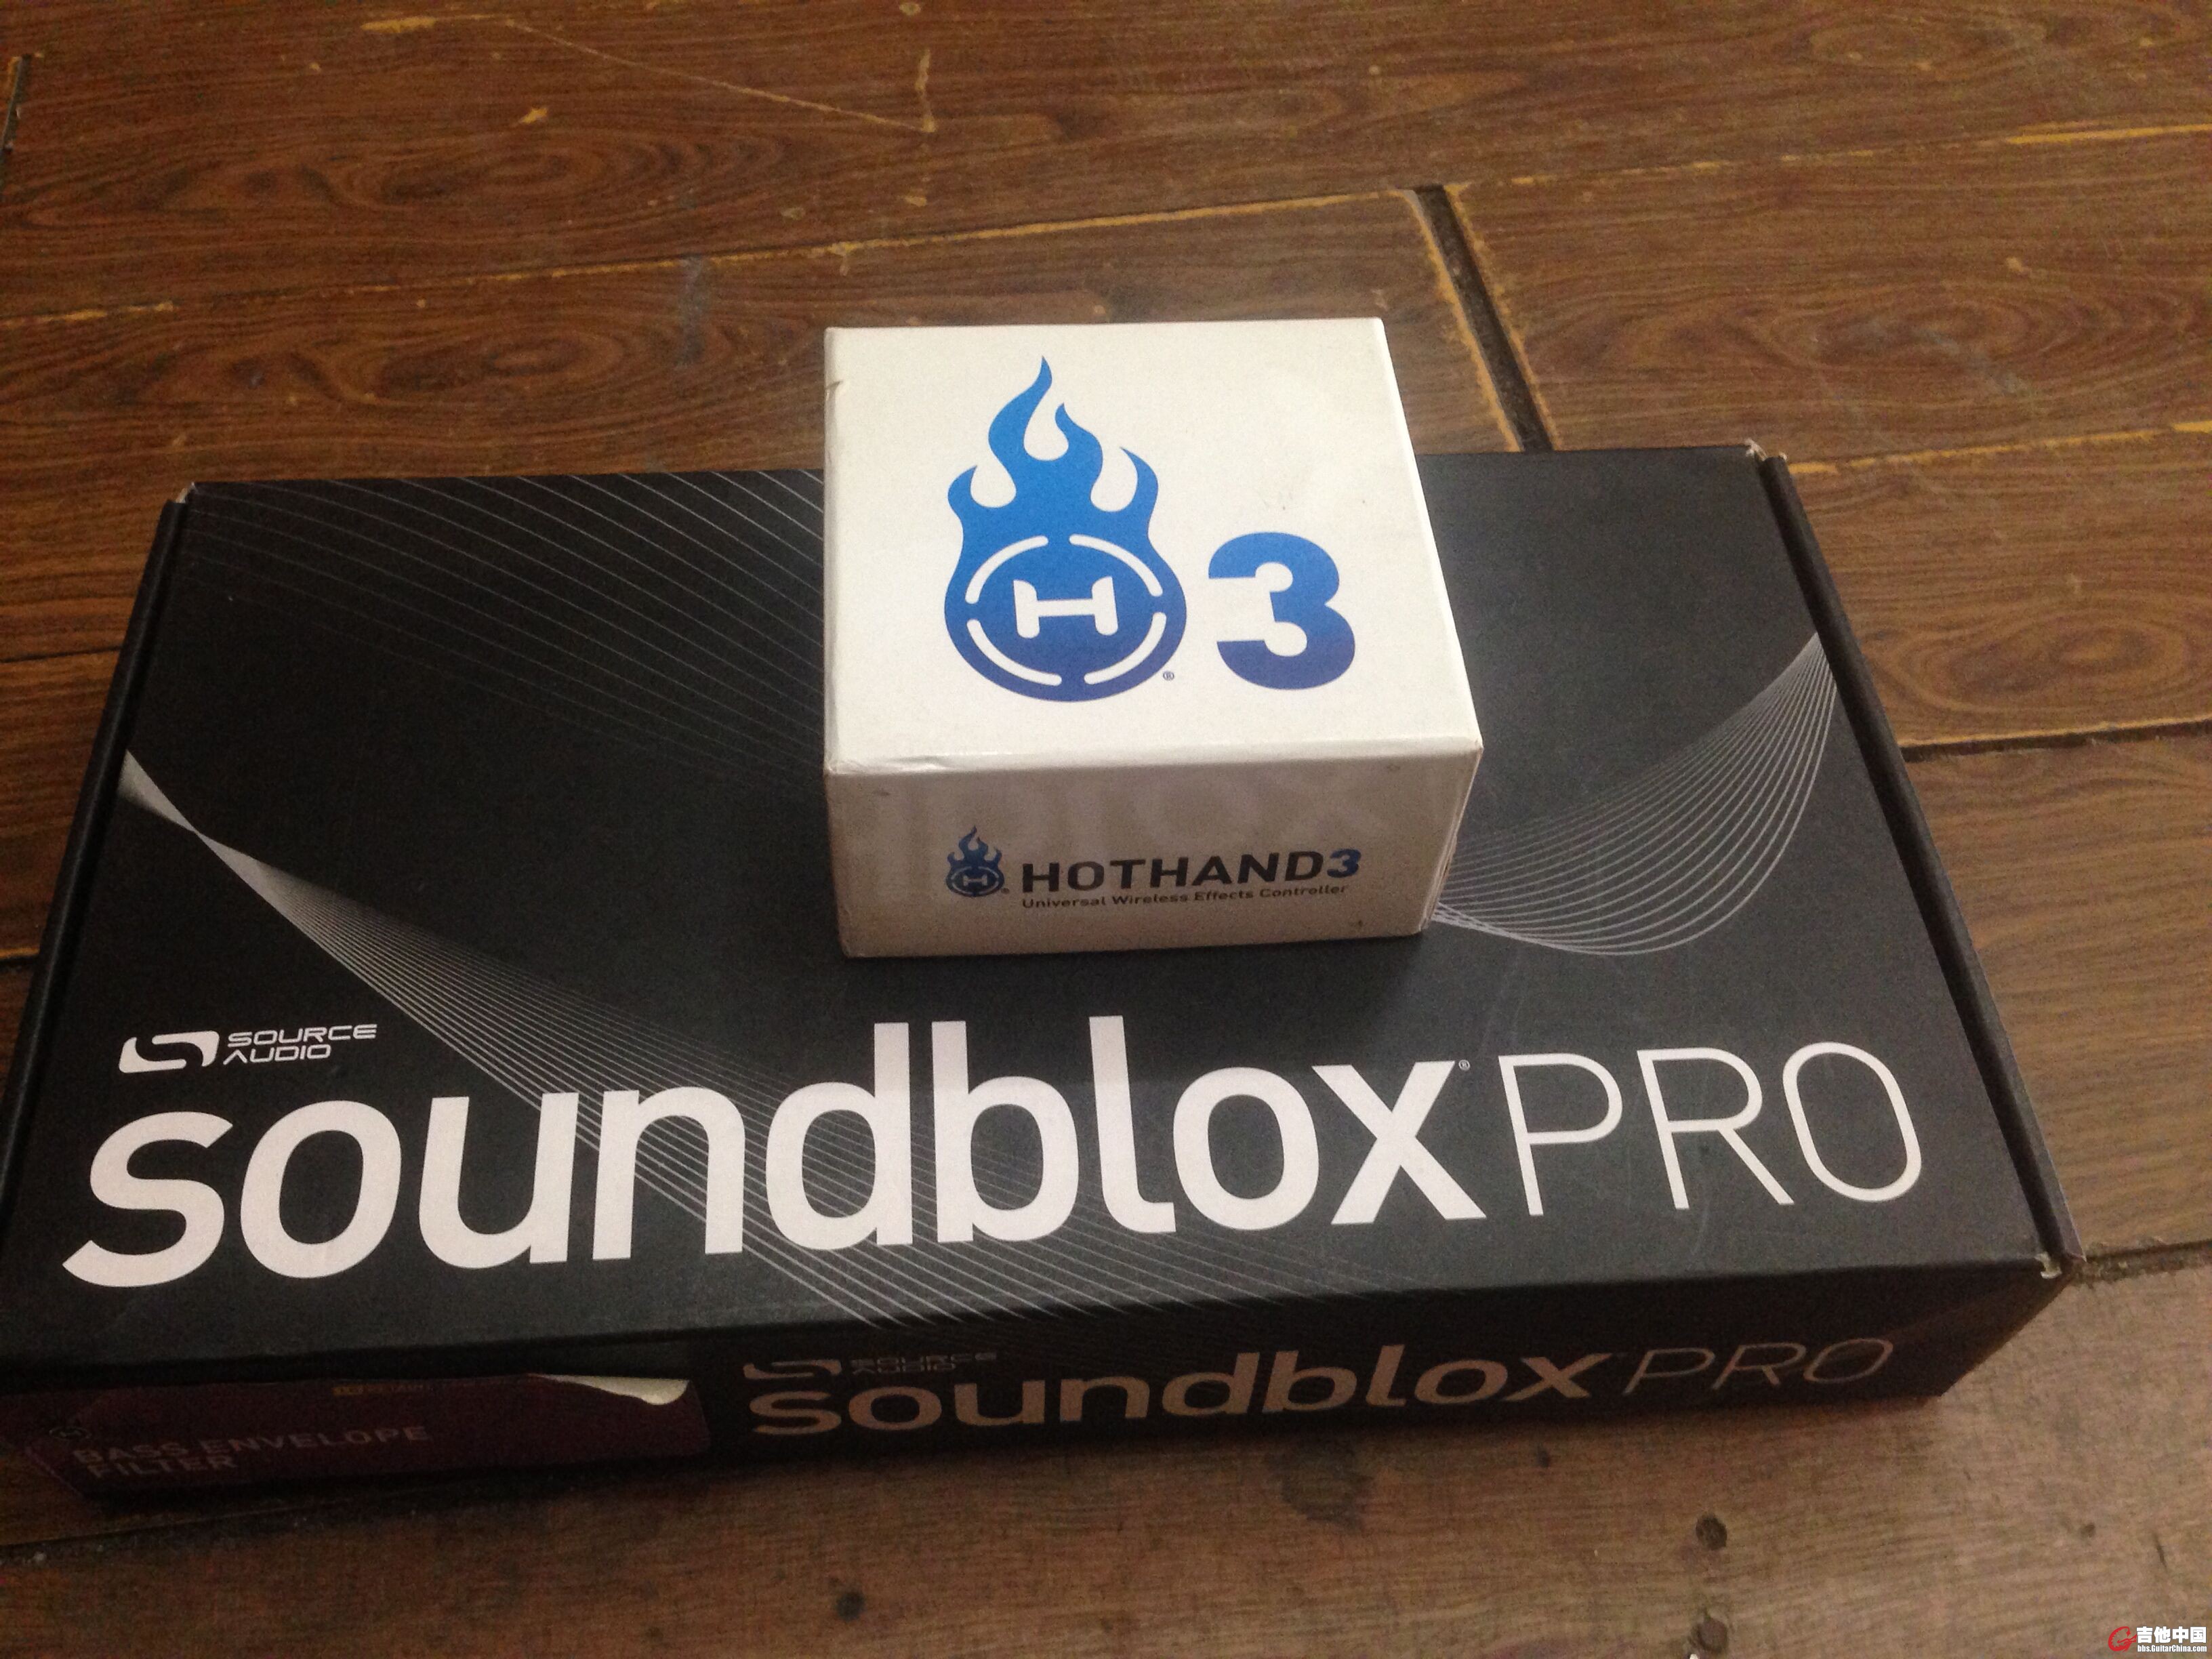 H 3
®
H ® HOTHAND3
Universal Wireless Effects Controller
SOURCE
AUDIO
soundblox® PRO
SOURCE
AUDIO
soundblox PRO
BASS ENVELOPE
FILTER
吉他中国
bbs.GuitarChina.com